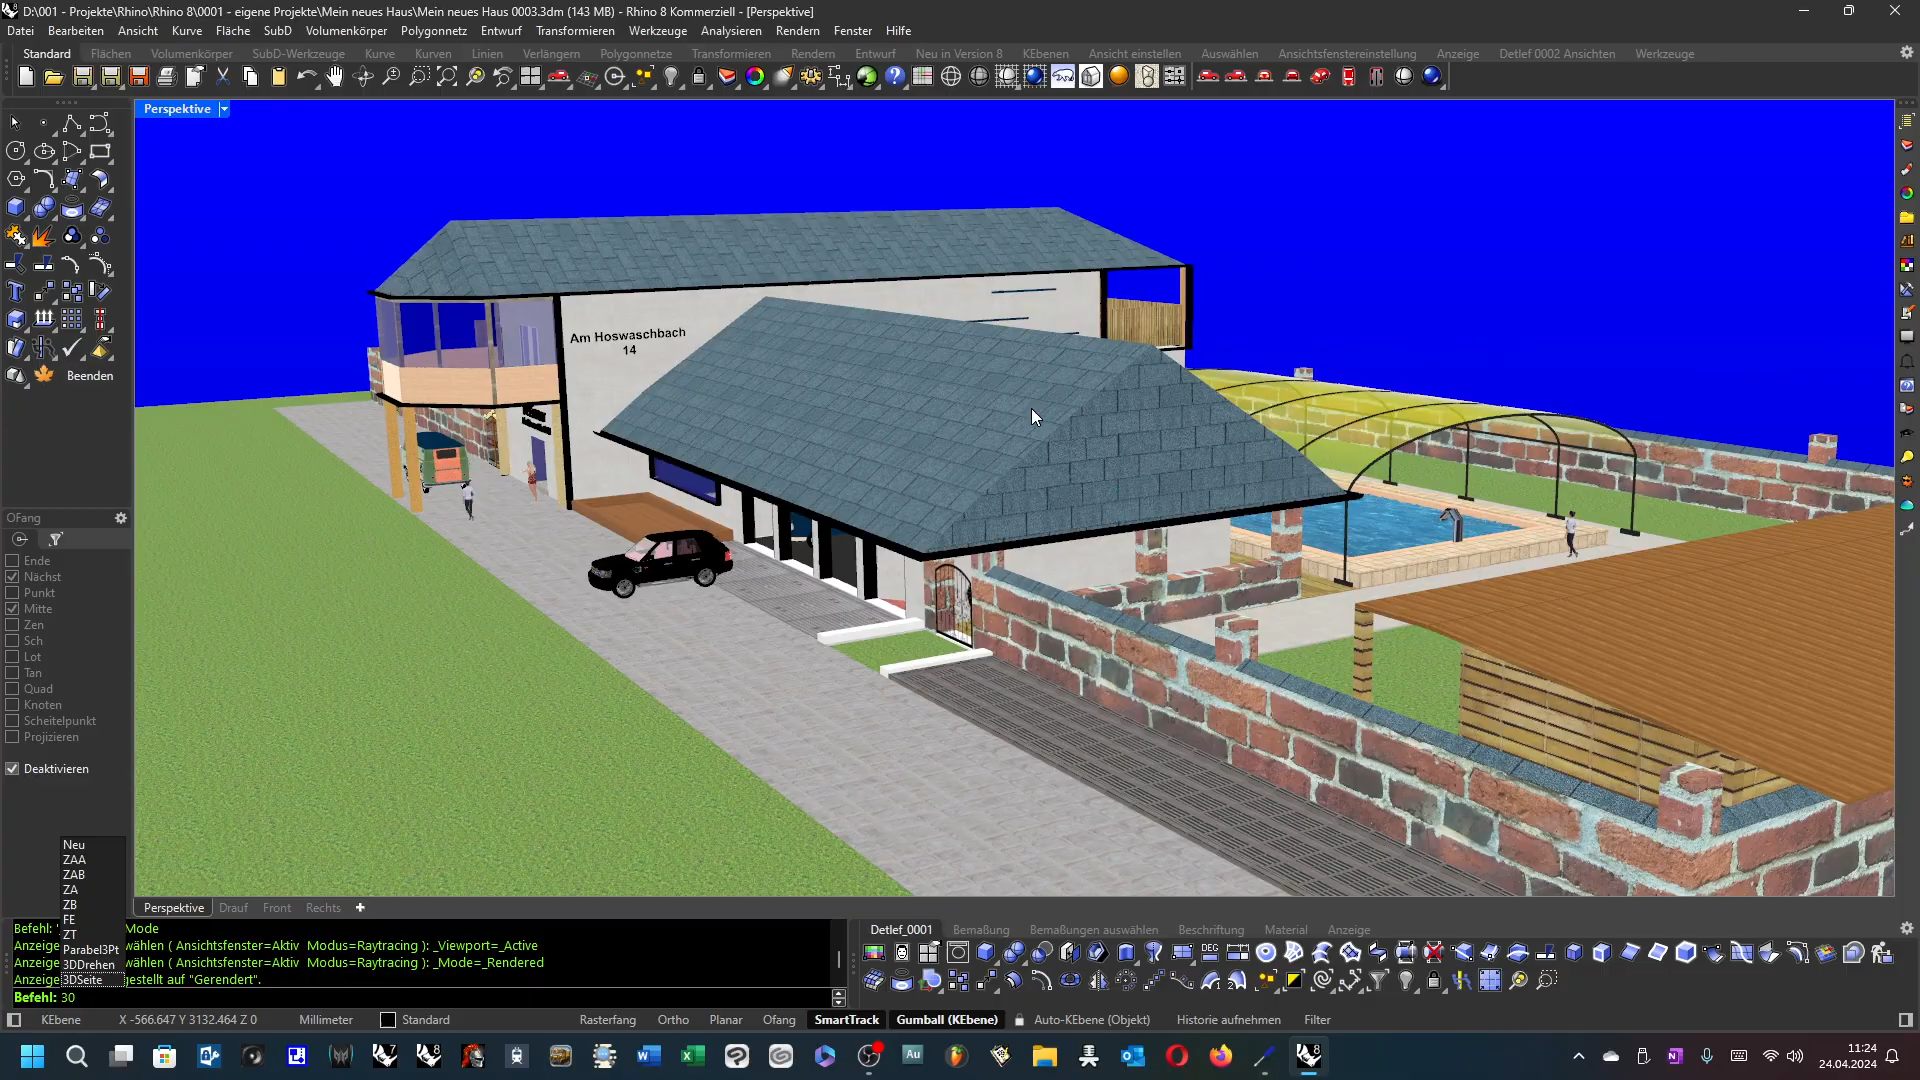 D:\001 - Projekte\Rhino\Rhino 8\0001 - eigene Projekte\Mein neues Haus\Mein neues Haus 0003.3dm (143 MB) - Rhino 8 Kommerziell - [Perspektive]
Datei Bearbeiten Ansicht Kurve Fläche SubD Volumenkörper Polygonnetz Entwurf Transformieren Werkzeuge Analysieren Rendern Fenster Hilfe
Standard Flächen Volumenkörper SubD-Werkzeuge Kurve Kurven Linien Verlängern Polygonnetze Transformieren Rendern Entwurf Neu in Version 8 KEbenen Ansicht einstellen Auswählen Ansichtsfenstereinstellung Anzeige Detlef 0002 Ansichten Werkzeuge
Perspektive
Am Hoswaschbach
14
Beenden
OFang
Ende
Nächst
Punkt
Mitte
Zen
Sch
Lot
Tan
Quad
Knoten
Scheitelpunkt
Projizieren
Deaktivieren
Neu
ZAA
ZAB
ZA
ZB
FE
ZT
Parabel3Pt
3DDrehen
3DSeite
Perspektive Drauf Front Rechts
Befehl: Mode
Anzeige wählen ( Ansichtsfenster=Aktiv Modus=Raytracing ): _Viewport=_Active
Anzeige wählen ( Ansichtsfenster=Aktiv Modus=Raytracing ): _Mode=_Rendered
Anzeige gestellt auf "Gerendert".
Befehl: 30
Detlef_0001 Bemaßung Bemaßungen auswählen Beschriftung Material Anzeige
DEG
KEbene X -566.647 Y 3132.464 Z 0 Millimeter Standard Rasterfang Ortho Planar Ofang SmartTrack Gumball (KEbene) Auto-KEbene (Objekt) Historie aufnehmen Filter
Au
11:24
24.04.2024